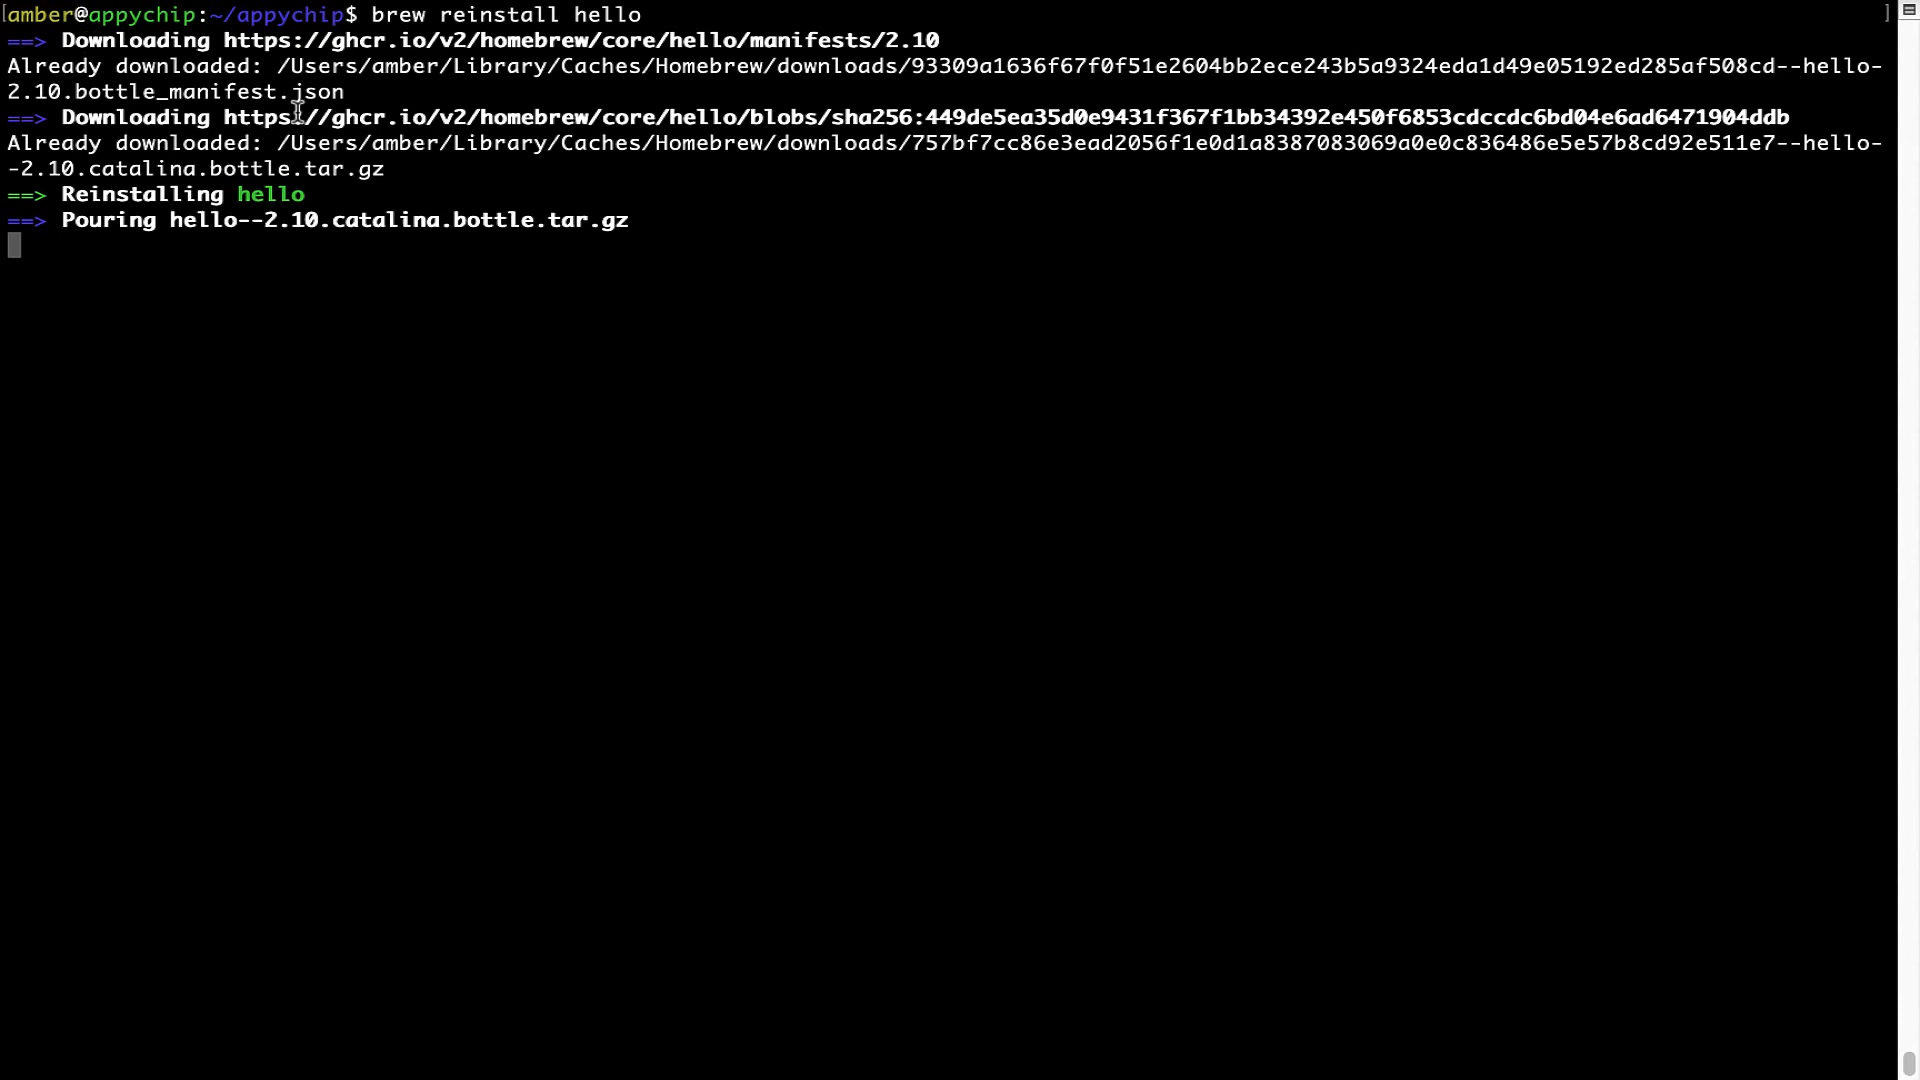 [amber@appychip:~/appychip$ brew reinstall hello ]
==> Downloading https://ghcr.io/v2/homebrew/core/hello/manifests/2.10
Already downloaded: /Users/amber/Library/Caches/Homebrew/downloads/93309a1636f67f0f51e2604bb2ece243b5a9324eda1d49e05192ed285af508cd--hello-
2.10.bottle_manifest.json
==> Downloading https://ghcr.io/v2/homebrew/core/hello/blobs/sha256:449de5ea35d0e9431f367f1bb34392e450f6853cdccdc6bd04e6ad6471904ddb
Already downloaded: /Users/amber/Library/Caches/Homebrew/downloads/757bf7cc86e3ead2056f1e0d1a8387083069a0e0c836486e5e57b8cd92e511e7--hello-
-2.10.catalina.bottle.tar.gz
==> Reinstalling hello
==> Pouring hello--2.10.catalina.bottle.tar.gz